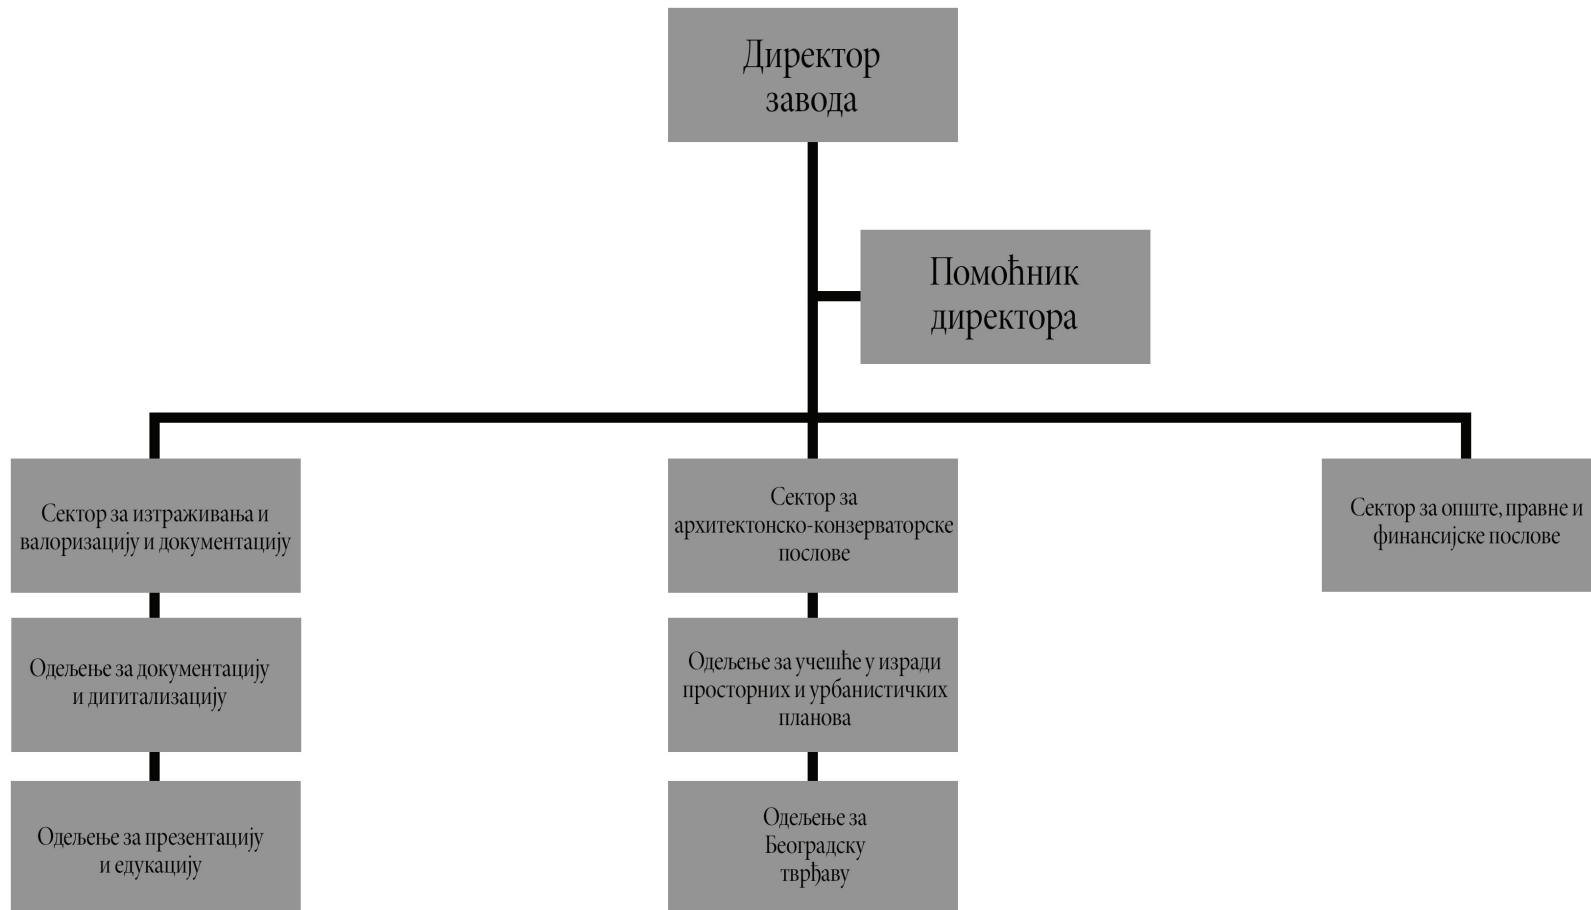 Директор
завода
Помоћник
директора
Сектор за изтраживања и
валоризацију и документацију
Сектор за
архитектонско-конзерваторске
послове
Сектор за опште, правне и
финансијске послове
Одељење за документацију
и дигитализацију
Одељење за учешће у изради
просторних и урбанистичких
планова
Одељење за презентацију
и едукацију
Одељење за
Београдску
тврђаву